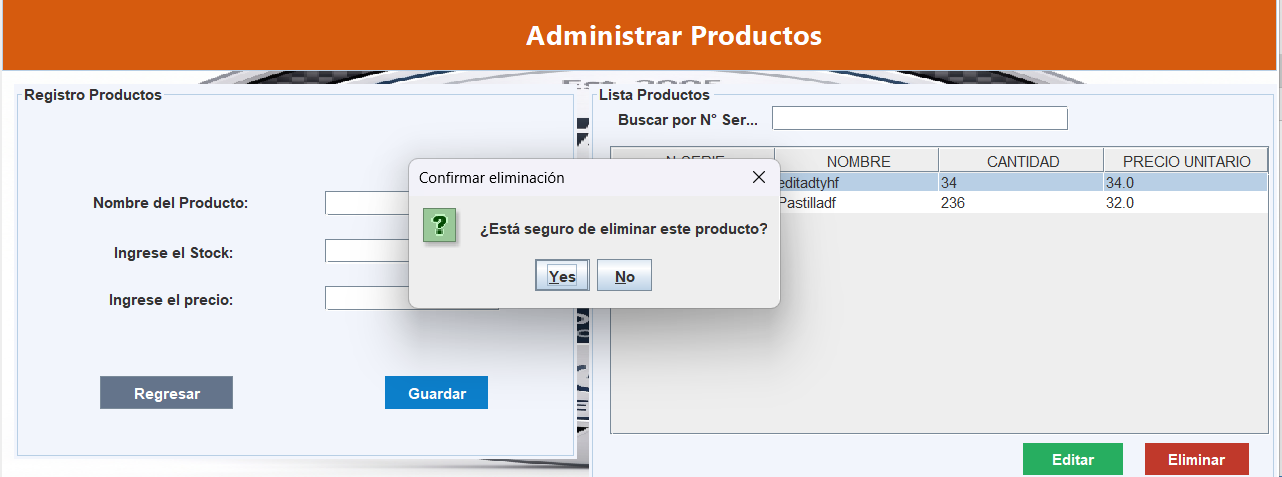 Administrar Productos
Registro Productos
Nombre del Producto:
Ingrese el Stock:
Ingrese el precio:
Regresar
Guardar
Confirmar eliminación
¿Está seguro de eliminar este producto?
Yes
No
Lista Productos
Buscar por N° Ser...
NOMBRE CANTIDAD PRECIO UNITARIO
editadtyhf 34 34.0
Pastilladf 236 32.0
Editar
Eliminar